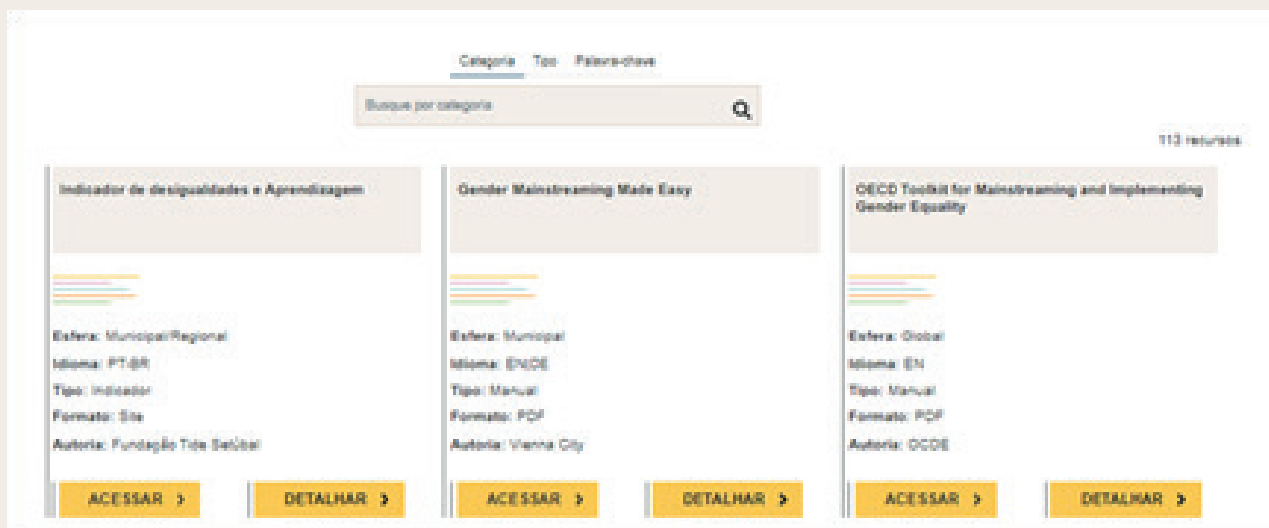 Categoria Tipo Palavra-chave
Busque por categoria
113 recursos
Indicador de desigualdades e Aprendizagem
Esfera: Municipal/Regional
Idioma: PT-BR
Tipo: Indicador
Formato: Site
Autoria: Fundação Tide Setúbal
ACESSAR > DETALHAR >
Gender Mainstreaming Made Easy
Esfera: Municipal
Idioma: EN|DE
Tipo: Manual
Formato: PDF
Autoria: Vienna City
ACESSAR > DETALHAR >
OECD Toolkit for Mainstreaming and Implementing
Gender Equality
Esfera: Global
Idioma: EN
Tipo: Manual
Formato: PDF
Autoria: OCDE
ACESSAR > DETALHAR >